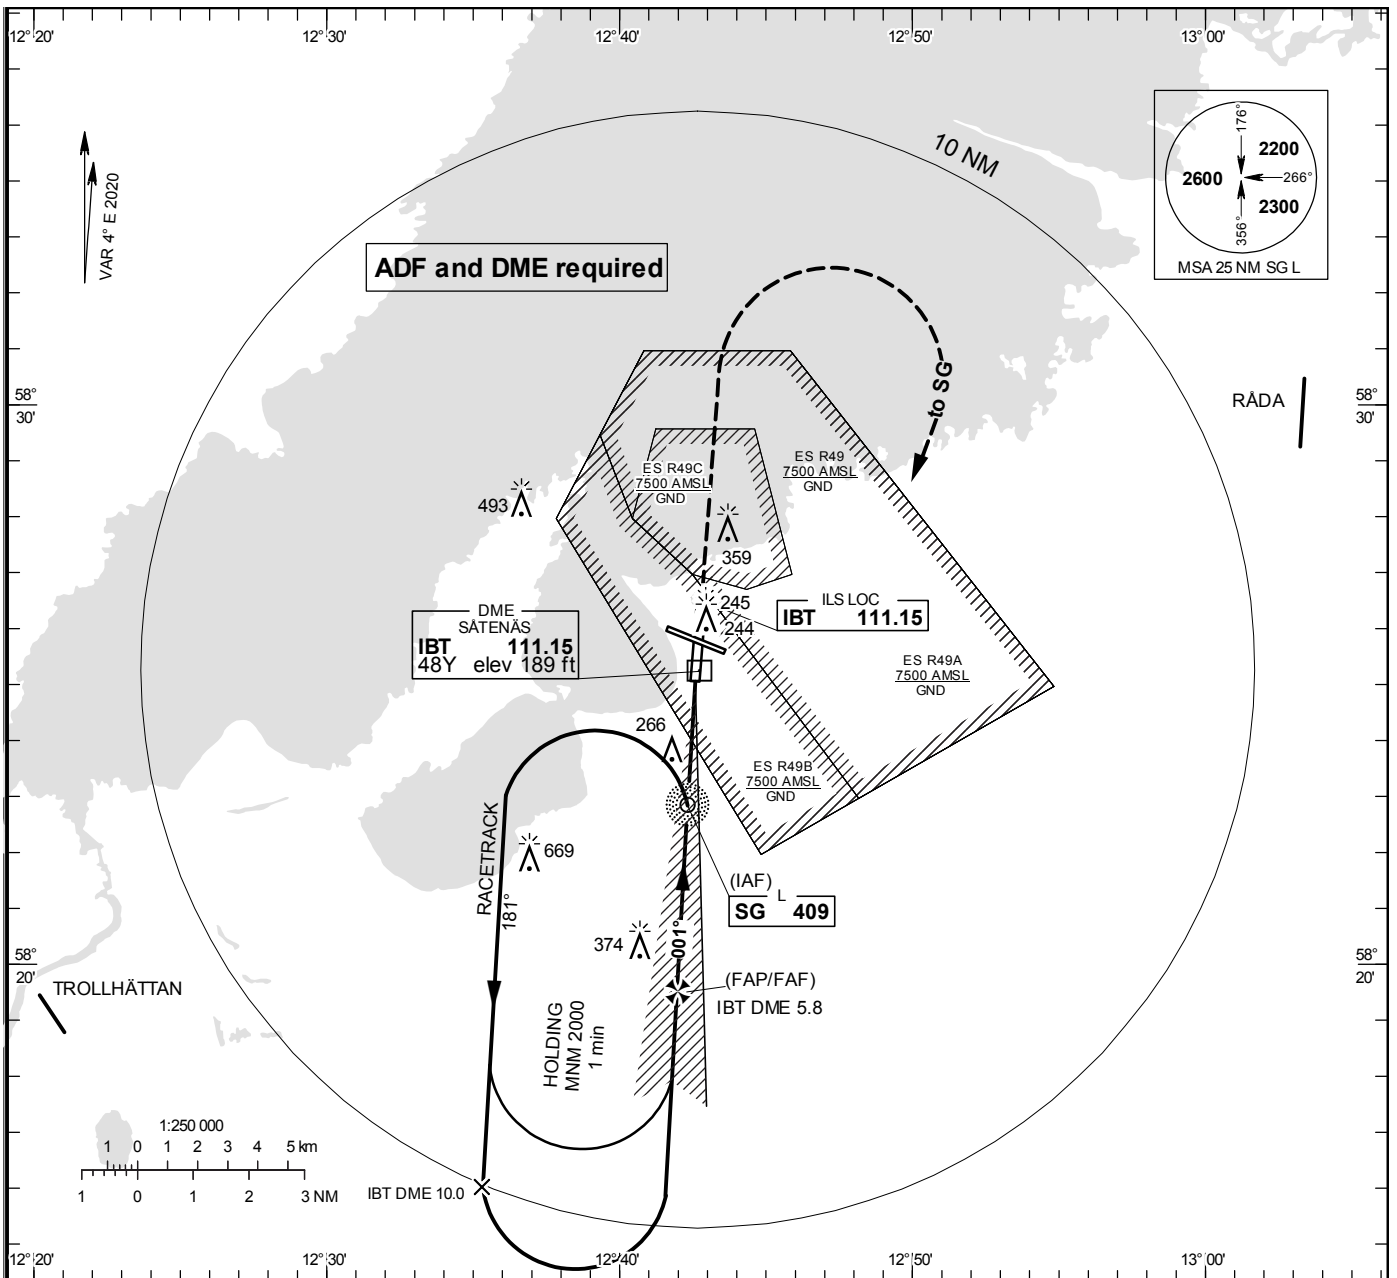 12°20'
12°30'
12°40'
12°50'
13°00'
10 NM
176°
2200
2600
266°
2300
356°
MSA 25 NM SG L
VAR 4° E 2020
ADF and DME required
to SG
58°
30'
58°
30'
RÅDA
ES R49
7500 AMSL
GND
ES R49C
7500 AMSL
GND
493
359
245
244
ILS LOC
IBT 111.15
DME
SÅTENÄS
IBT 111.15
48Y elev 189 ft
ES R49A
7500 AMSL
GND
266
ES R49B
7500 AMSL
GND
RACETRACK
181°
669
(IAF)
L
SG 409
374
001°
58°
20'
58°
20'
TROLLHÄTTAN
(FAP/FAF)
IBT DME 5.8
HOLDING
MNM 2000
1 min
1:250 000
1 0 1 2 3 4 5 km
1 0 1 2 3 NM
IBT DME 10.0
12°20'
12°30'
12°40'
12°50'
13°00'